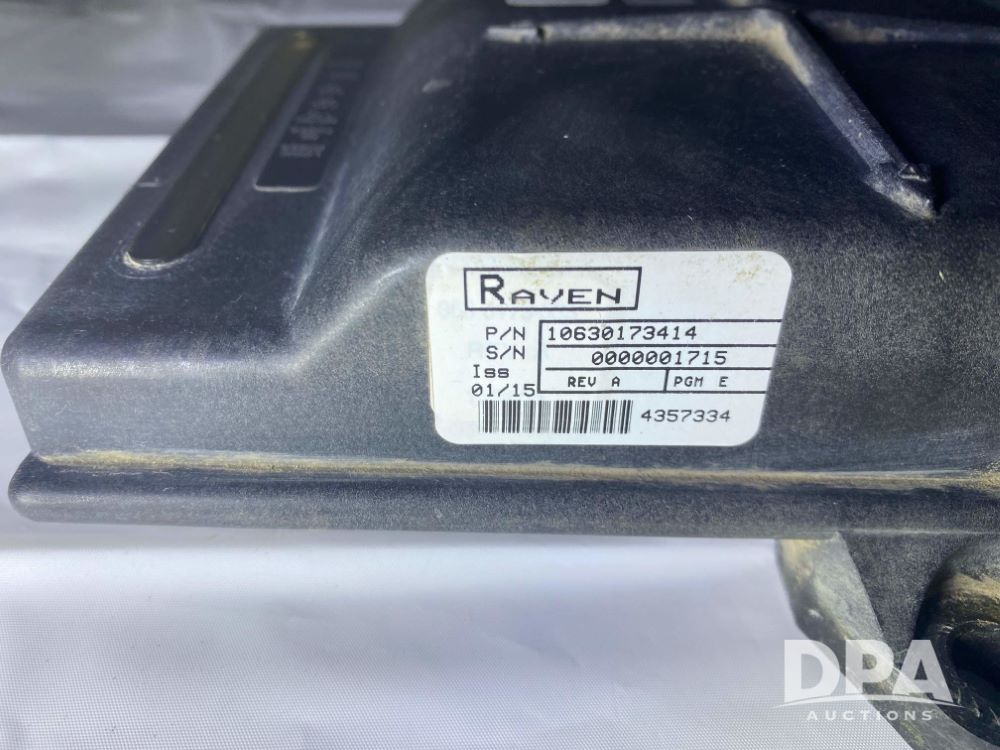 RAVEN
P/N 10630173414
S/N 0000001715
Iss
01/15 REV A PGM E
4357334
DPA
AUCTIONS